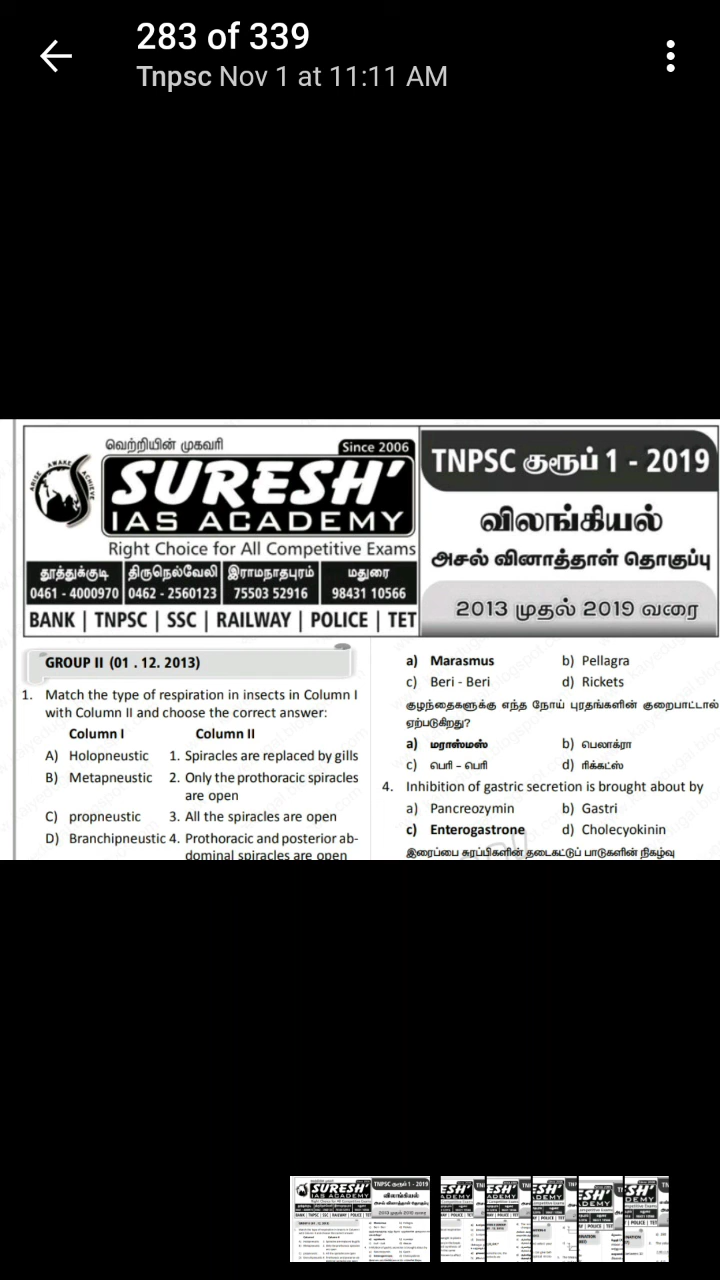 283 of 339
Tnpsc Nov 1 at 11:11 AM
வெற்றியின் முகவரி
Since 2006
ARISE AWAKE ACHIEVE
SURESH'
IAS ACADEMY
Right Choice for All Competitive Exams
தூத்துக்குடி
0461 - 4000970
திருநெல்வேலி
0462 - 2560123
இராமநாதபுரம்
75503 52916
மதுரை
98431 10566
BANK | TNPSC | SSC | RAILWAY | POLICE | TET
TNPSC குரூப் 1 - 2019
விலங்கியல்
அசல் வினாத்தாள் தொகுப்பு
2013 முதல் 2019 வரை
GROUP II (01 . 12. 2013)
1. Match the type of respiration in insects in Column I
with Column II and choose the correct answer:
Column I Column II
A) Holopneustic 1. Spiracles are replaced by gills
B) Metapneustic 2. Only the prothoracic spiracles
are open
C) propneustic 3. All the spiracles are open
D) Branchipneustic 4. Prothoracic and posterior ab-
dominal spiracles are open
a) Marasmus b) Pellagra
c) Beri - Beri d) Rickets
குழந்தைகளுக்கு எந்த நோய் புரதங்களின் குறைபாட்டால்
ஏற்படுகிறது?
a) மராஸ்மஸ் b) பெலாக்ரா
c) பெரி - பெரி d) ரிக்கட்ஸ்
4. Inhibition of gastric secretion is brought about by
a) Pancreozymin b) Gastri
c) Enterogastrone d) Cholecyokinin
இரைப்பை சுரப்பிகளின் தடைகட்டுப் பாடுகளின் நிகழ்வு